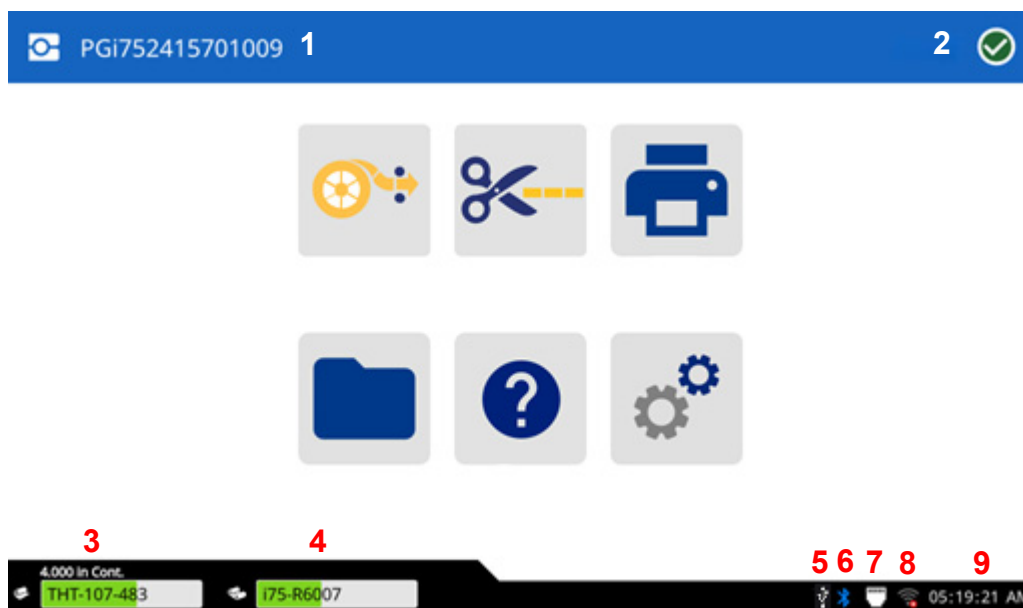 PGi752415701009 1
2
?
3 4
4.000 in Cont.
THT-107-483 i75-R6007
5 6 7 8 9
05:19:21 AM